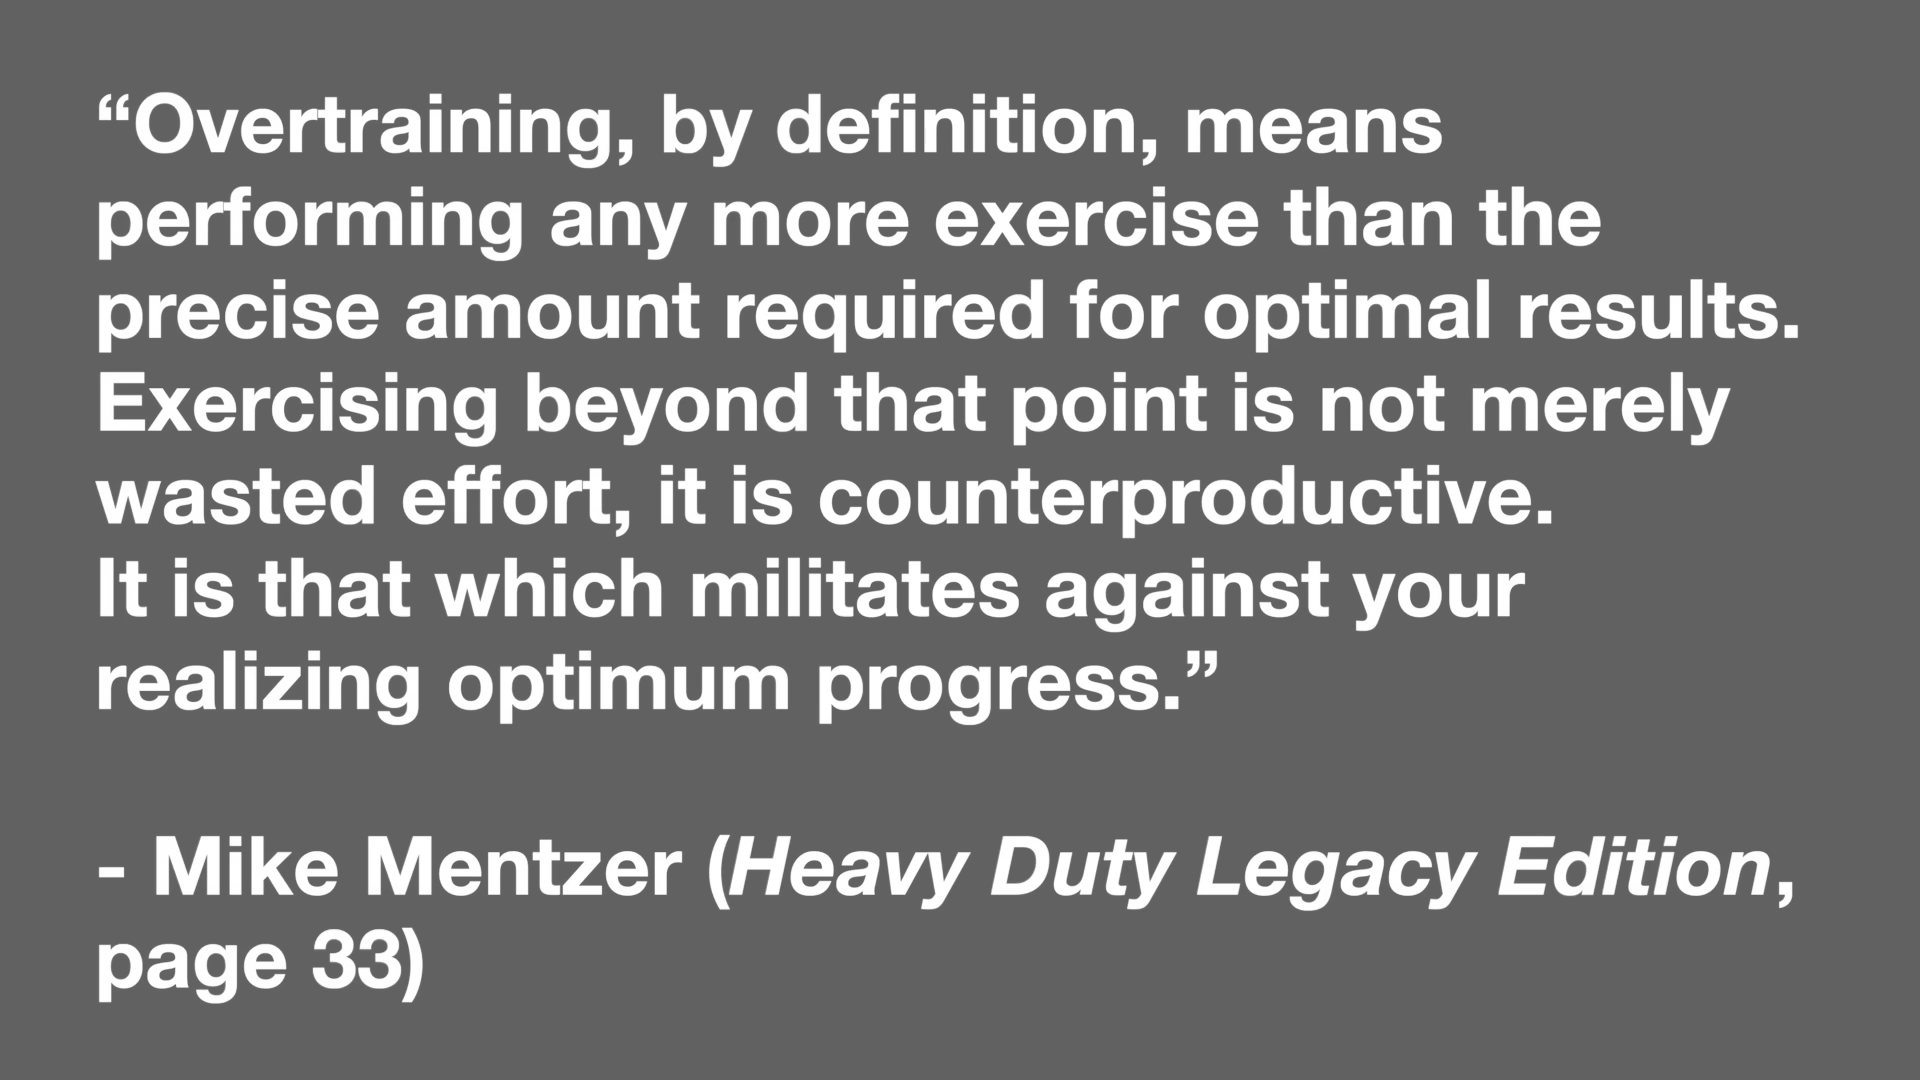 “Overtraining, by definition, means
performing any more exercise than the
precise amount required for optimal results.
Exercising beyond that point is not merely
wasted effort, it is counterproductive.
It is that which militates against your
realizing optimum progress.”
- Mike Mentzer (Heavy Duty Legacy Edition,
page 33)